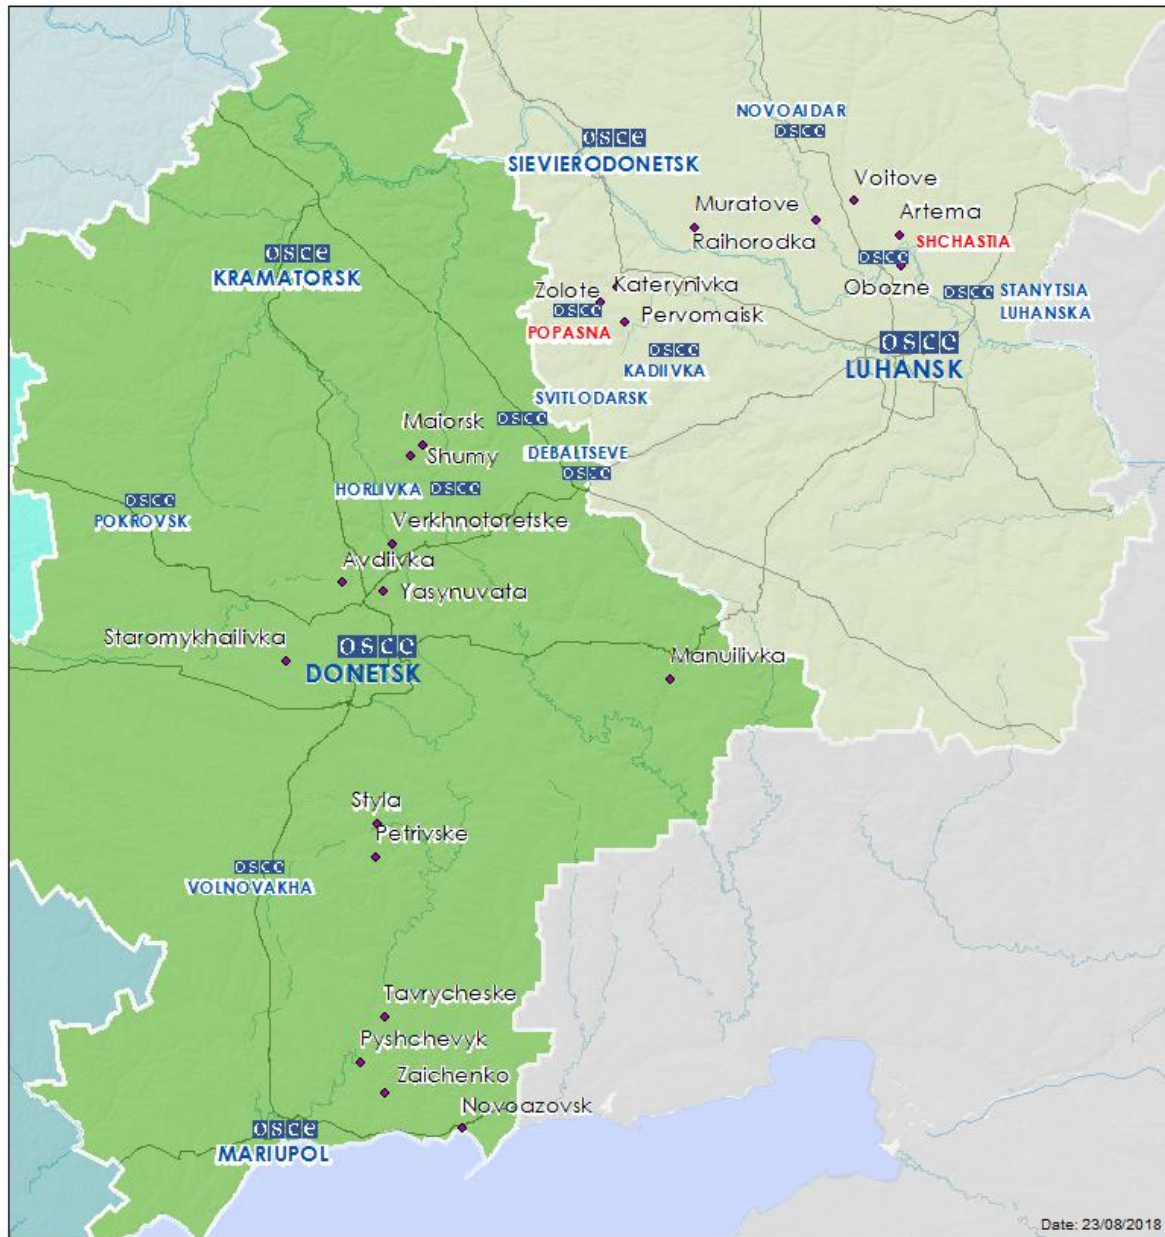 NOVOAIDAR
osce
osce
SIEVIERODONETSK
Voitove
Muratove
Artema
Raihorodka
SHCHASTIA
osce
osce
KRAMATORSK
Obozne
Katerynivka
Zolote
osce
STANYTSIA
LUHANSKA
osce
POPASNA
Pervomaisk
osce
LUHANSK
osce
KADIIVKA
SVITLODARSK
Maiorsk
osce
Shumy
DEBALTSEVE
osce
HORLIVKA
osce
osce
POKROVSK
Verkhnotoretske
Avdiivka
Yasynuvata
Staromykhailivka
osce
DONETSK
Manuilivka
Styla
Petrivske
osce
VOLNOVAKHA
Tavrycheske
Pyshchevyk
Zaichenko
Novoazovsk
osce
MARIUPOL
Date: 23/08/2018